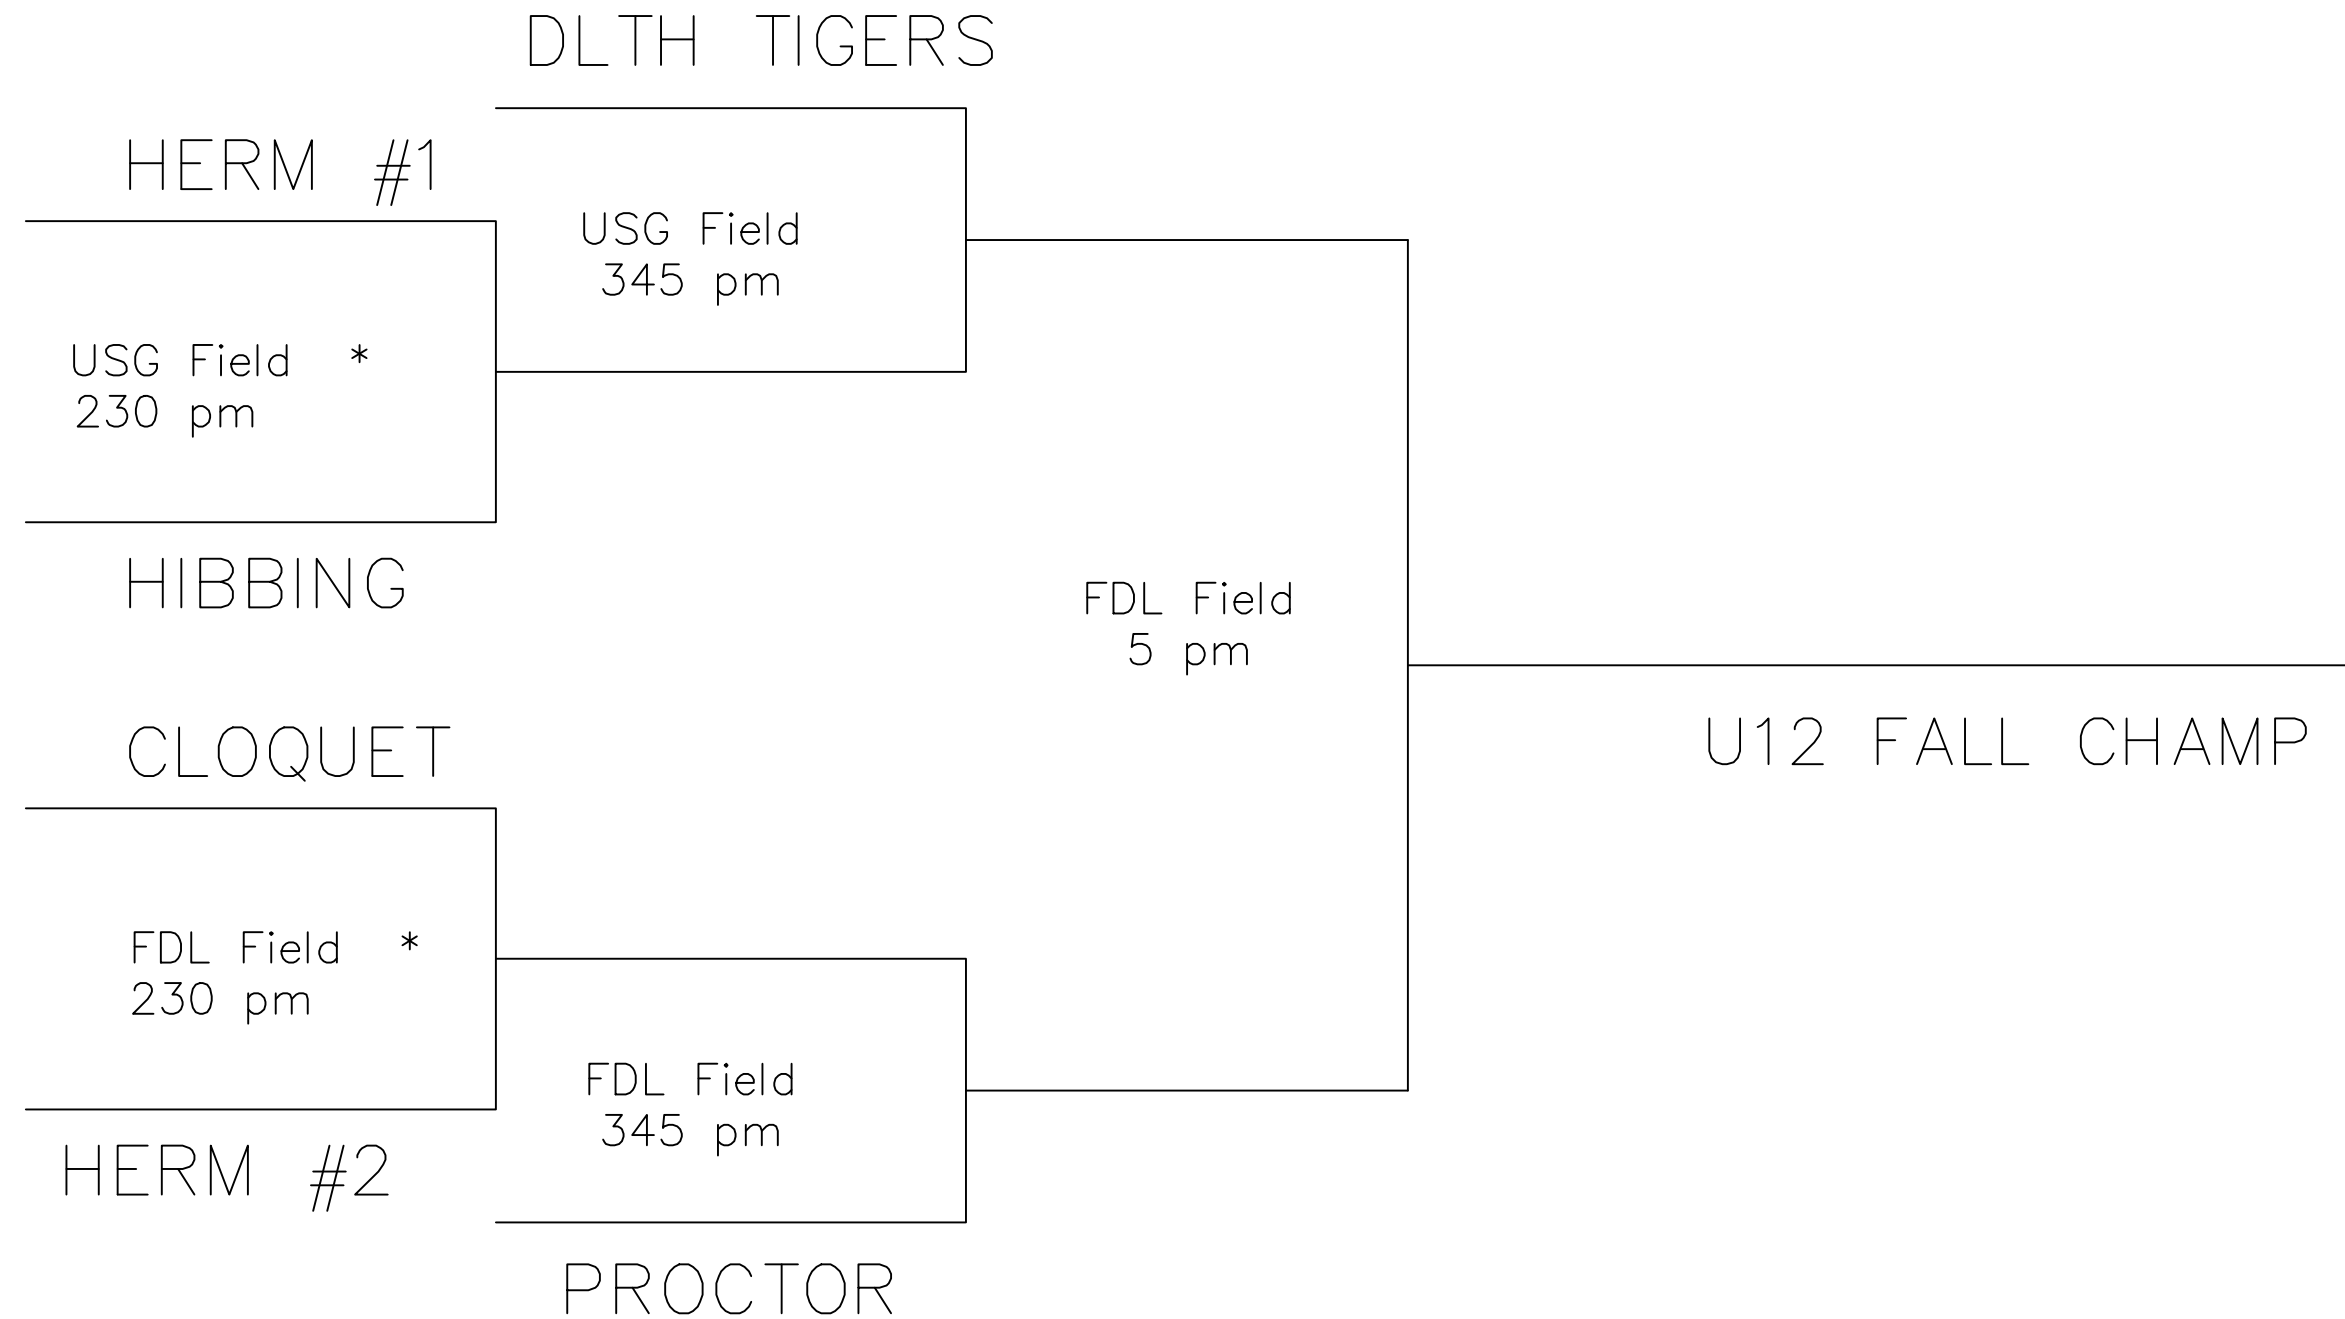 DLTH TIGERS
HERM #1
USG Field
345 pm
USG Field *
230 pm
HIBBING
FDL Field
5 pm
U12 FALL CHAMP
CLOQUET
FDL Field *
230 pm
FDL Field
345 pm
HERM #2
PROCTOR